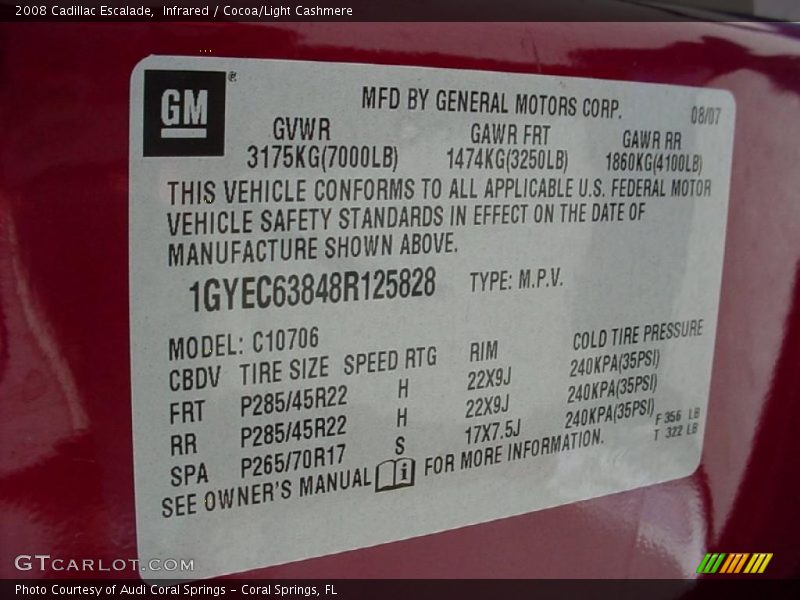 2008 Cadillac Escalade, Infrared / Cocoa/Light Cashmere
GM ®
MFD BY GENERAL MOTORS CORP. 08/07
GVWR GAWR FRT GAWR RR
3175KG(7000LB) 1474KG(3250LB) 1860KG(4100LB)
THIS VEHICLE CONFORMS TO ALL APPLICABLE U.S. FEDERAL MOTOR
VEHICLE SAFETY STANDARDS IN EFFECT ON THE DATE OF
MANUFACTURE SHOWN ABOVE.
1GYEC63848R125828 TYPE: M.P.V.
MODEL: C10706
CBDV TIRE SIZE SPEED RTG RIM COLD TIRE PRESSURE
FRT P285/45R22 H 22X9J 240KPA(35PSI)
RR P285/45R22 H 22X9J 240KPA(35PSI)
SPA P265/70R17 S 17X7.5J 240KPA(35PSI)
F 356 LB
T 322 LB
SEE OWNER'S MANUAL i FOR MORE INFORMATION.
GTCARLOT.COM
Photo Courtesy of Audi Coral Springs - Coral Springs, FL